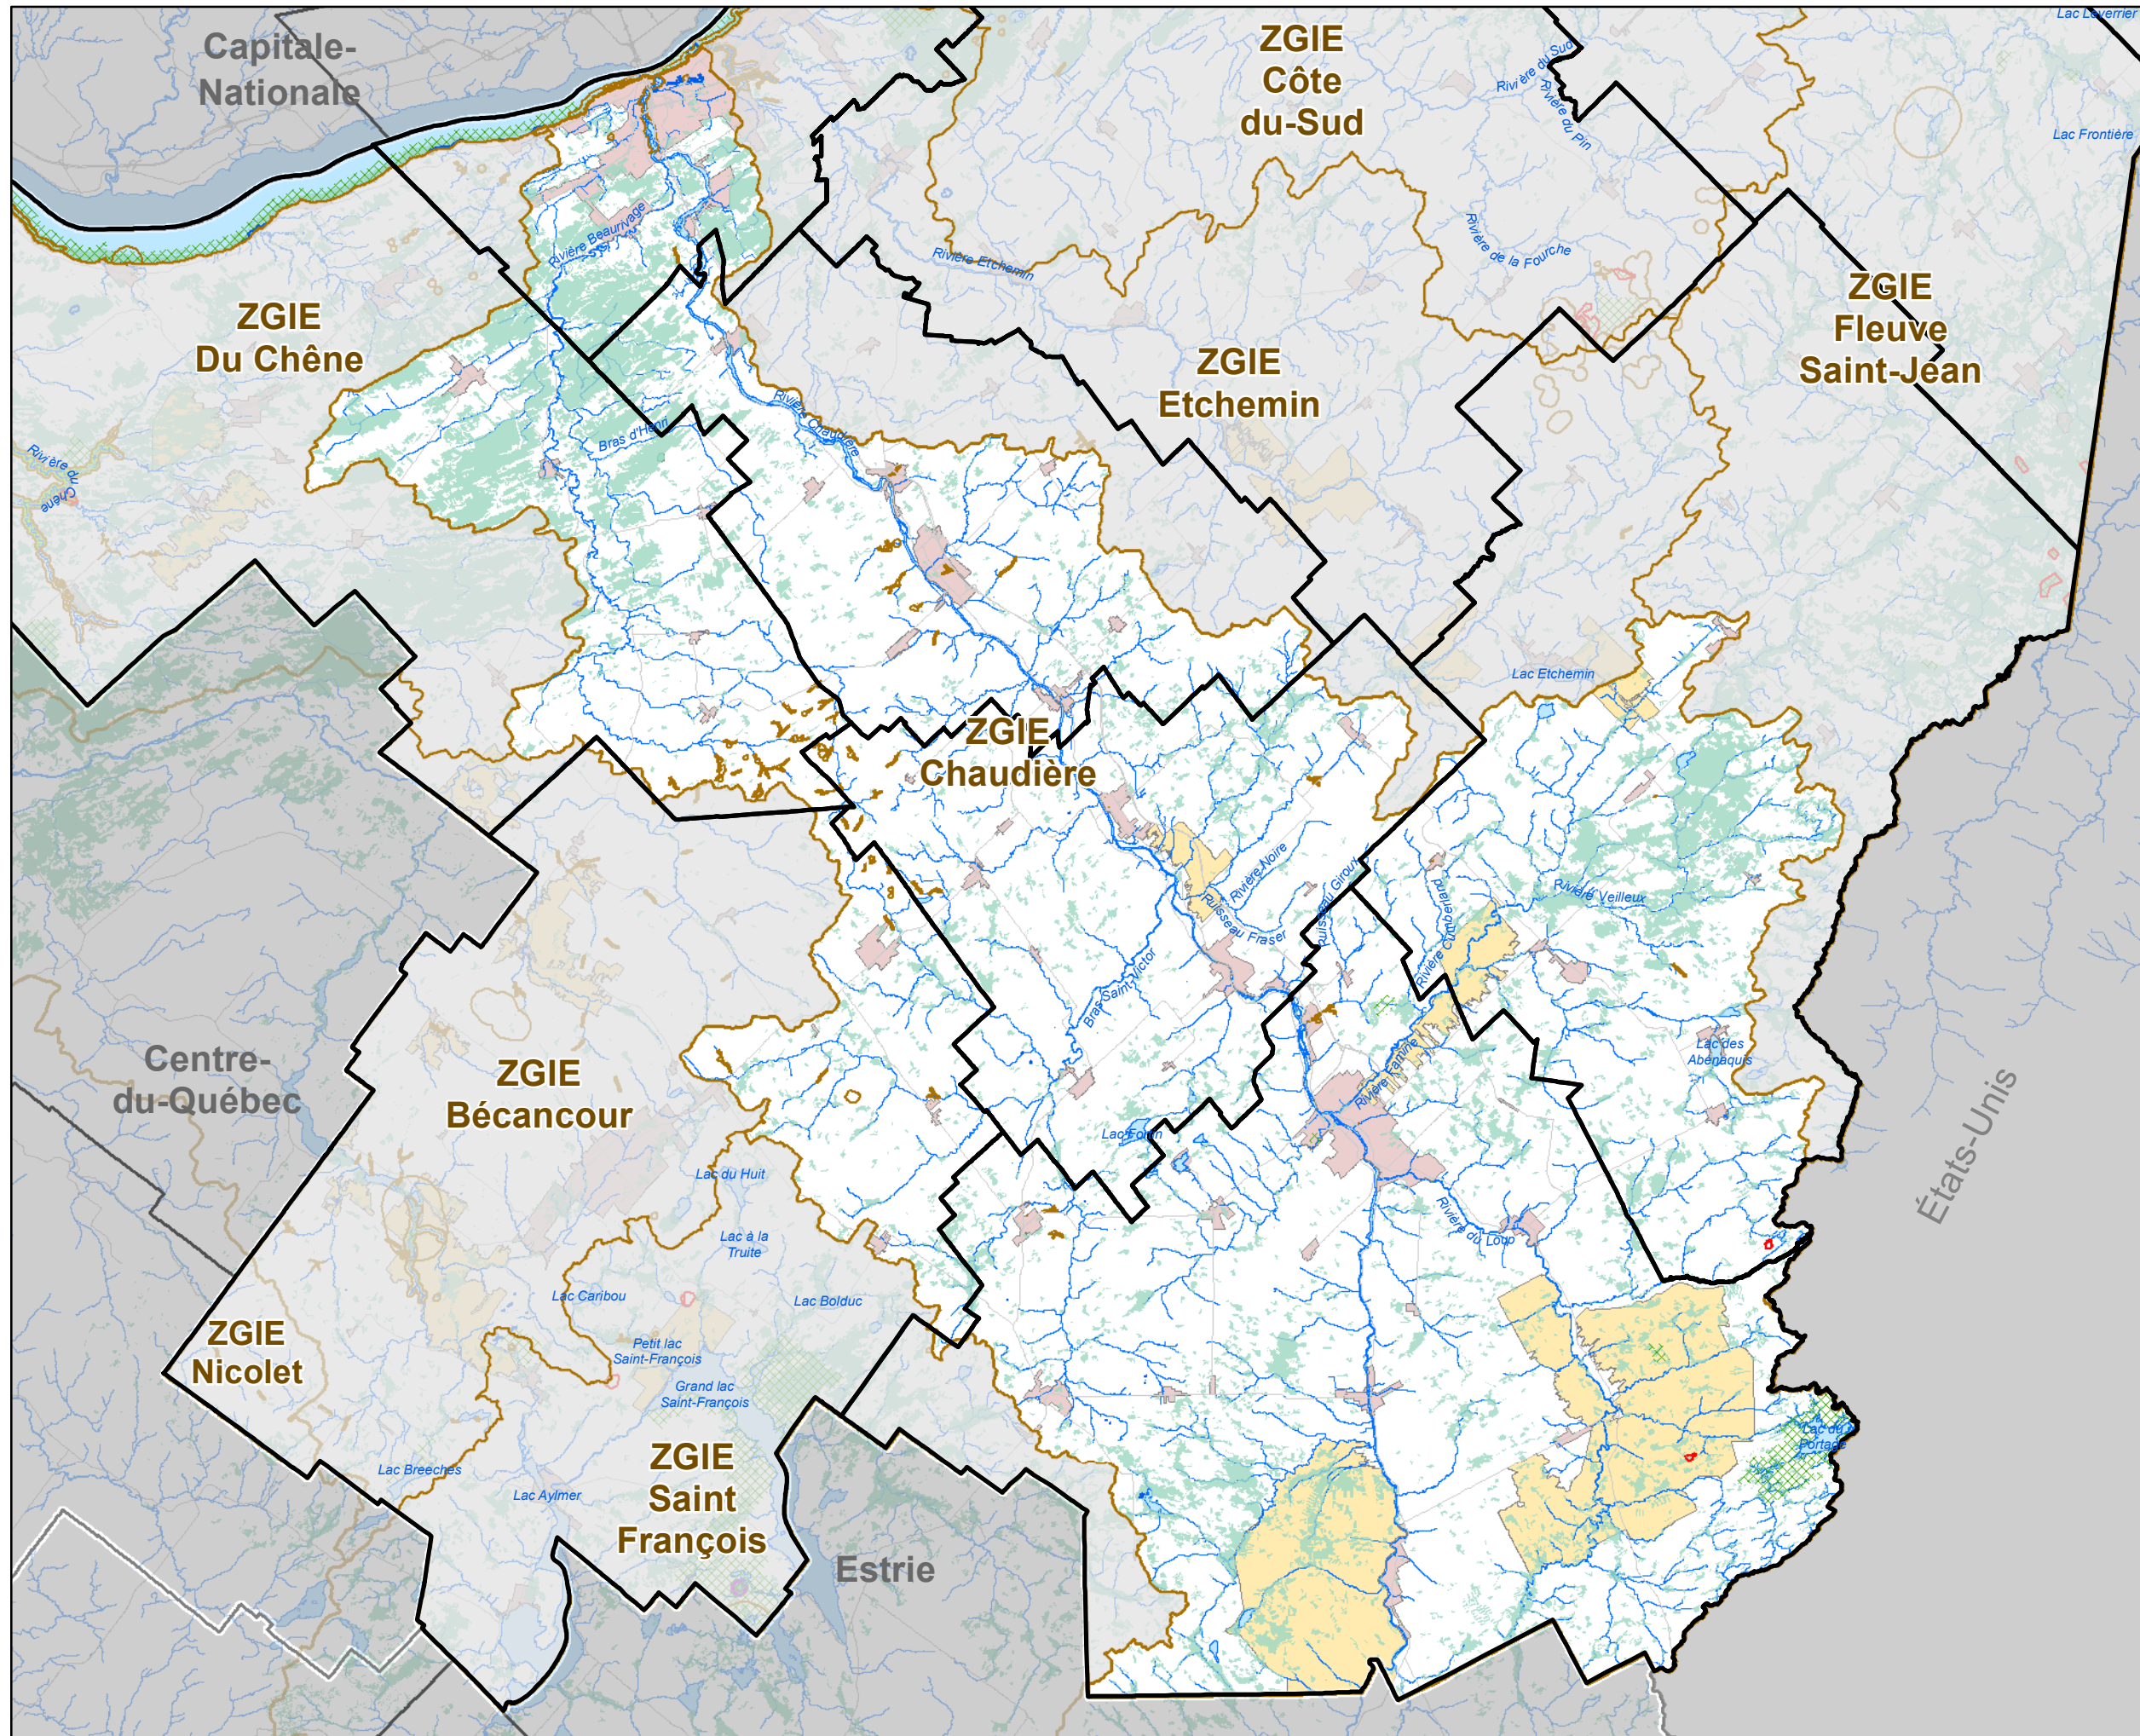 Capitale-
Nationale
ZGIE
Côte
du-Sud
Lac Leverrier
Rivière du Sud
Rivière du Pin
Lac Frontière
Rivière Beaurivage
Rivière Etchemin
Rivière de la Fourche
ZGIE
Du Chêne
ZGIE
Fleuve
Saint-Jean
ZGIE
Etchemin
Rivière Chaudière
Bras d'Henri
Rivière du
Chêne
Lac Etchemin
ZGIE
Chaudière
Rivière Noire
Ruisseau Giroux
Rivière Cumberland
Rivière Veilleux
Ruisseau Fraser
Bras Saint-Victor
Centre-
du-Québec
ZGIE
Bécancour
Lac des
Abénaquis
Rivière Famine
États-Unis
Lac Fortin
Lac du Huit
Rivière du Loup
Lac à la
Truite
Lac Caribou
Lac Bolduc
ZGIE
Nicolet
Petit lac
Saint-François
Grand lac
Saint-François
Lac du
Portage
ZGIE
Saint
François
Lac Breeches
Lac Aylmer
Estrie